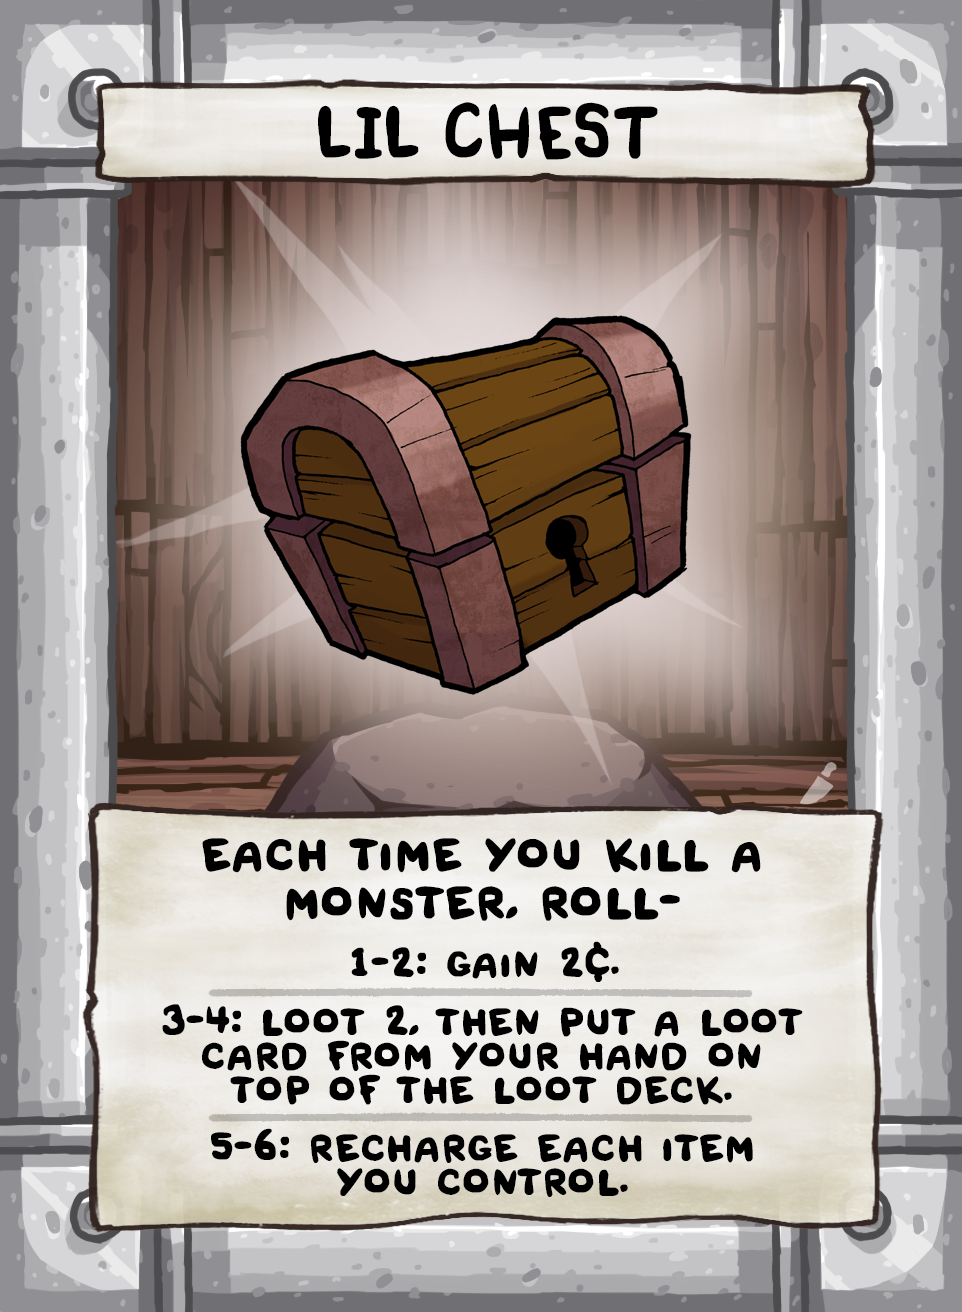 LIL CHEST
EACH TIME YOU KILL A
MONSTER, ROLL-
1-2: GAIN 2¢.
3-4: LOOT 2, THEN PUT A LOOT
CARD FROM YOUR HAND ON
TOP OF THE LOOT DECK.
5-6: RECHARGE EACH ITEM
YOU CONTROL.